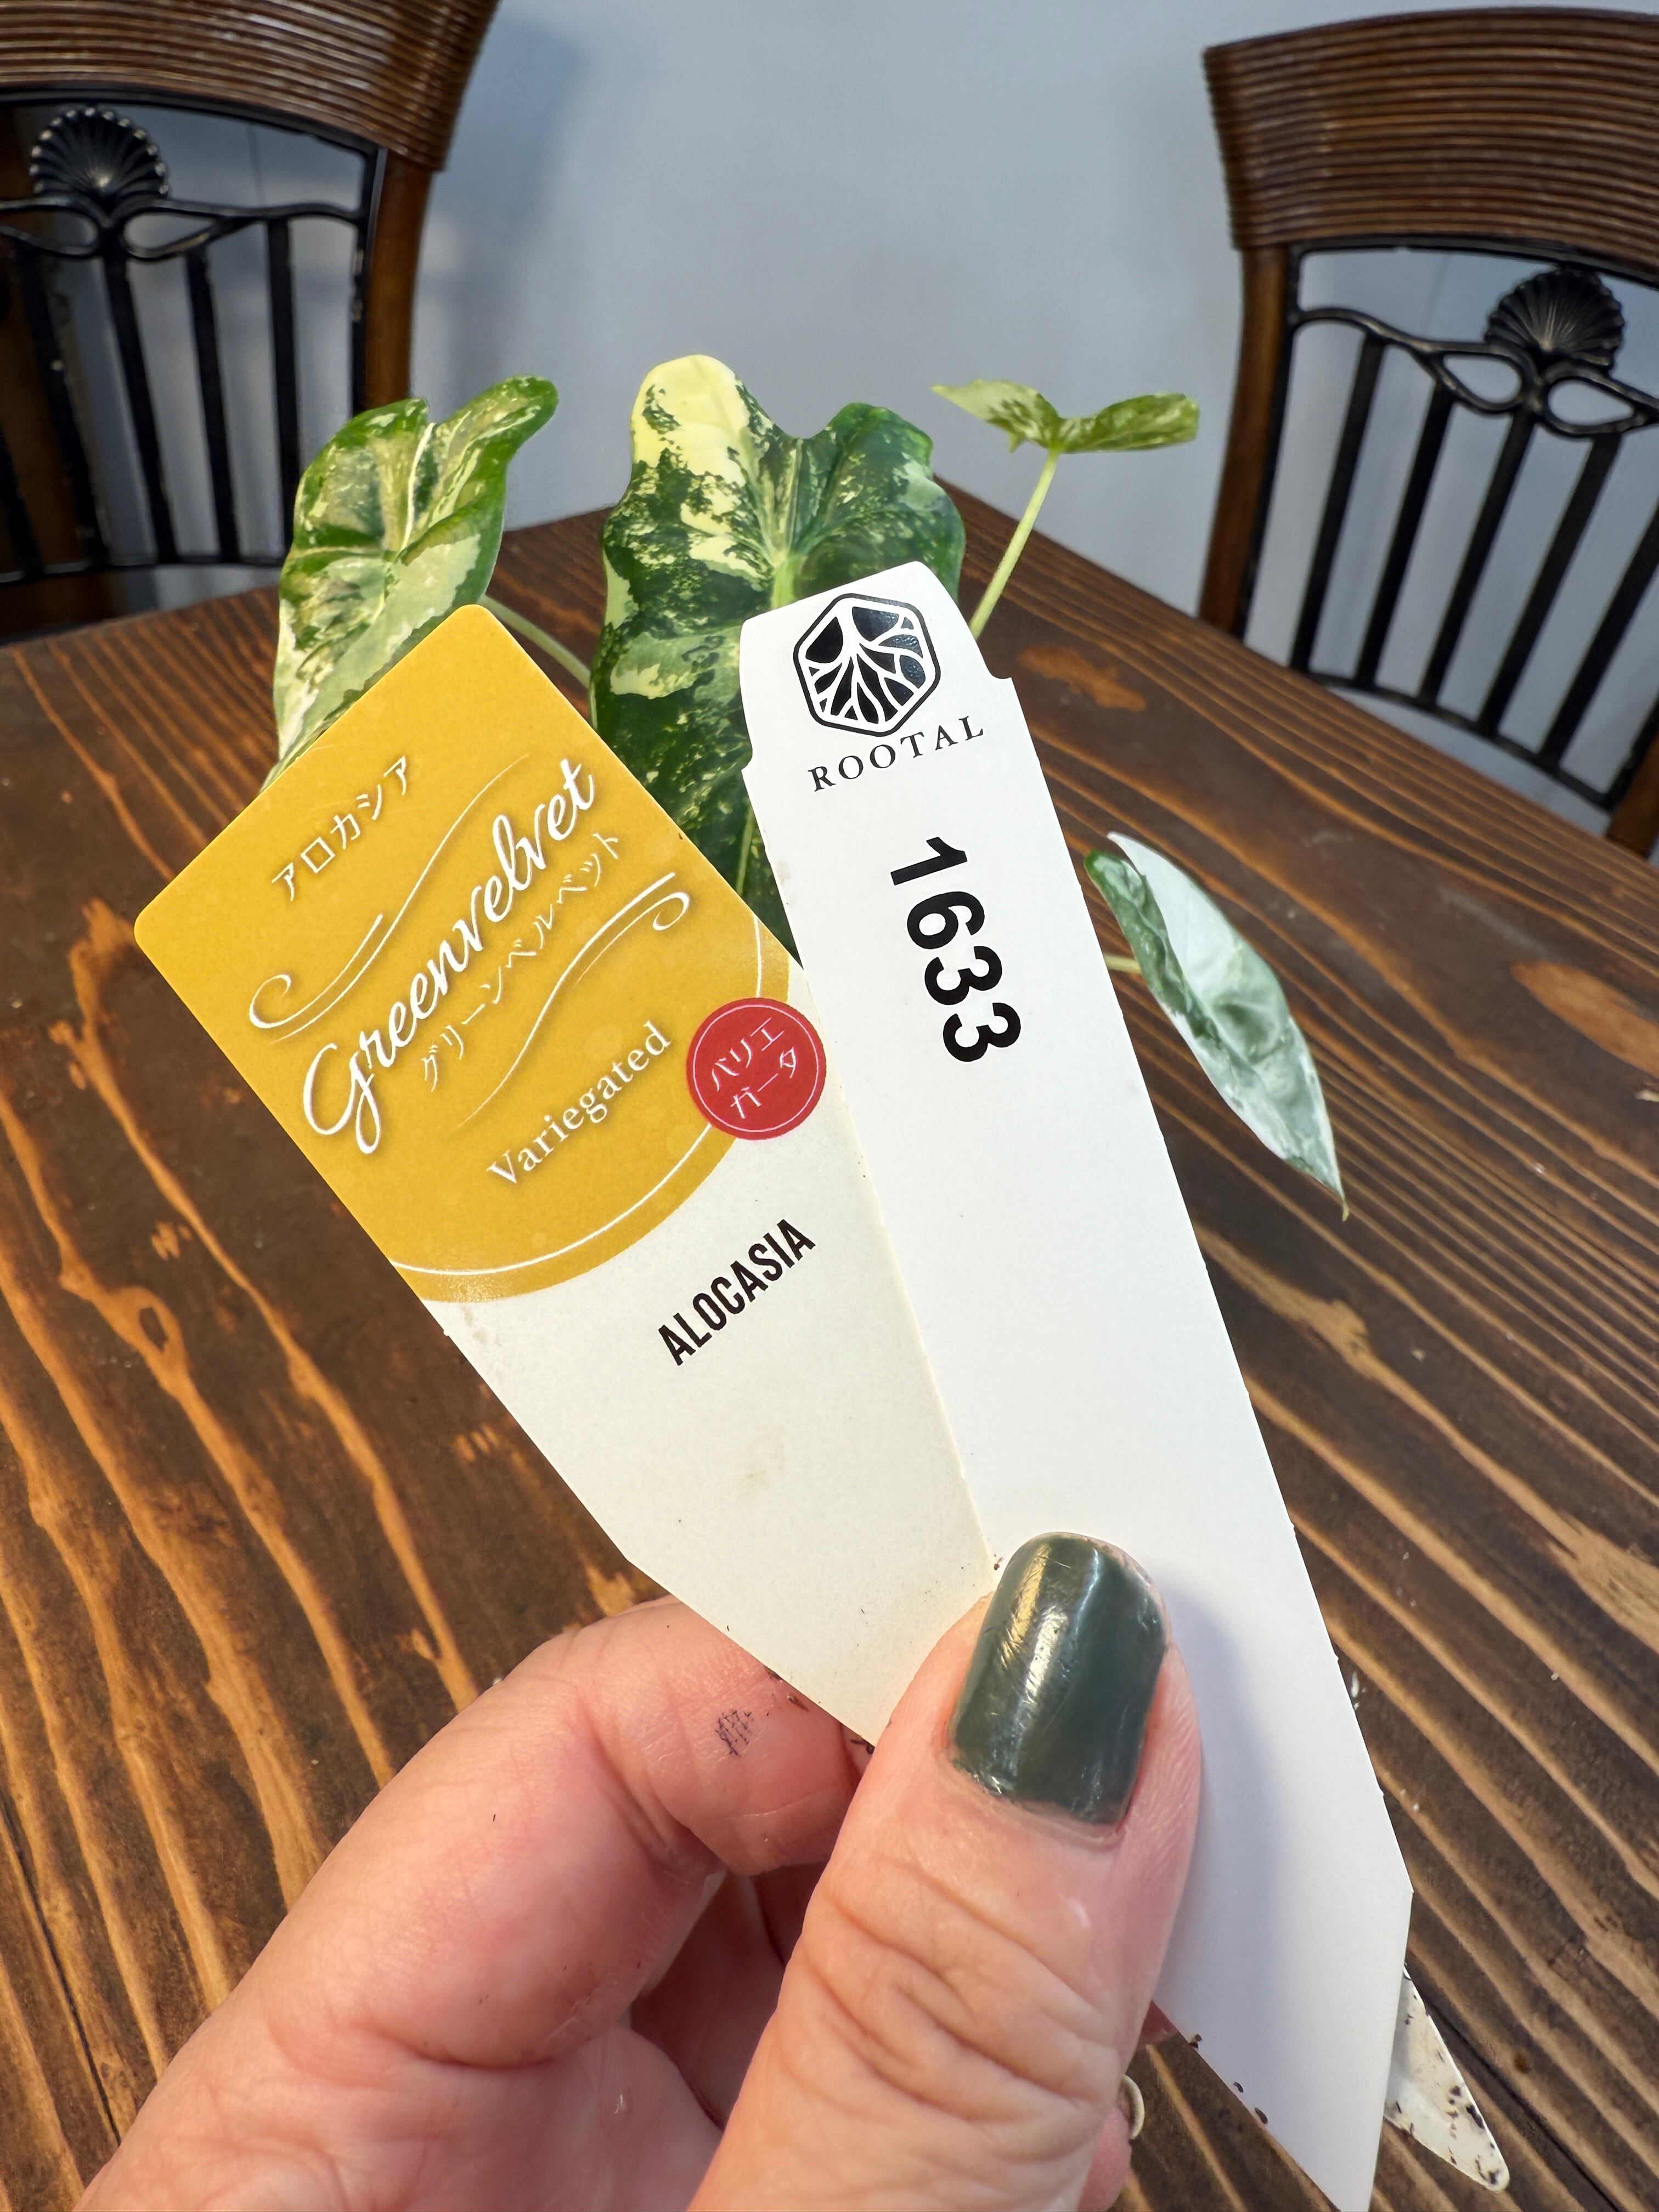 アロカシア
Greenvelvet
グリーンベルベット
Variegated
バリエ
ガータ
ALOCASIA
ROOTAL
1633